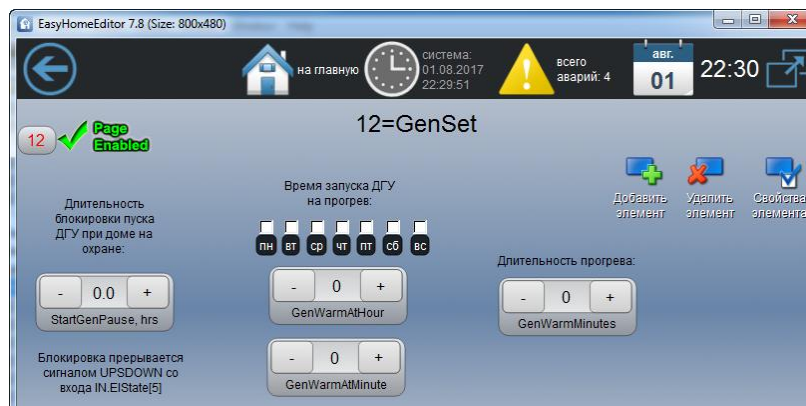 EasyHomeEditor 7.8 (Size: 800x480)
на главную
система:
01.08.2017
22:29:51
всего
аварий: 4
авг.
01
22:30
12
Page
Enabled
12=GenSet
Добавить
элемент
Удалить
элемент
Свойства
элемента
Длительность
блокировки пуска
ДГУ при доме на
охране:
- 0.0 +
StartGenPause, hrs
Блокировка прерывается
сигналом UPSDOWN со
входа IN.ElState[5]
Время запуска ДГУ
на прогрев:
пн вт ср чт пт сб вс
- 0 +
GenWarmAtHour
- 0 +
GenWarmAtMinute
Длительность прогрева:
- 0 +
GenWarmMinutes